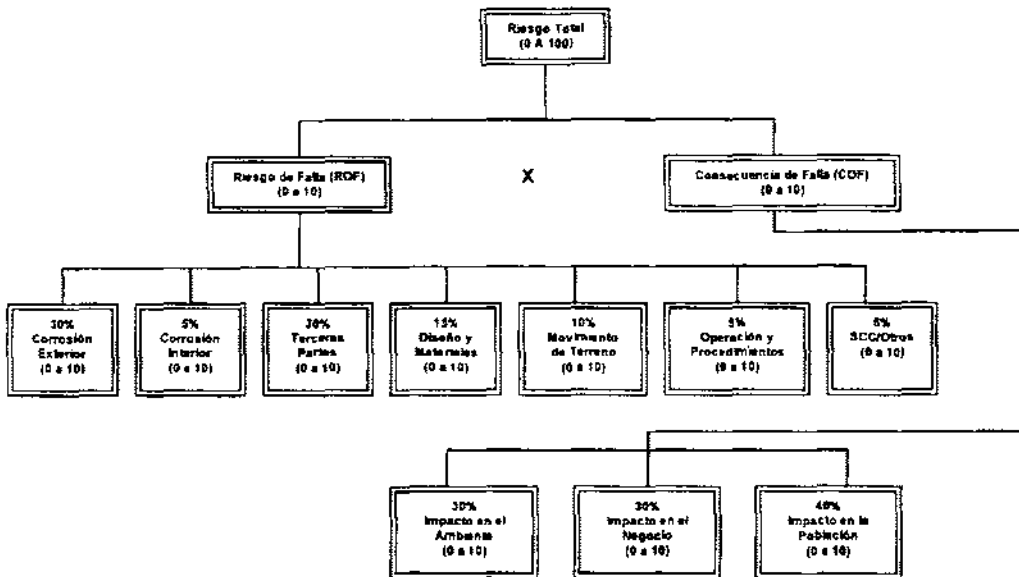 Riesgo Total
(0 A 100)
Riesgo de Falla (ROF)
(0 a 10)
X
Consecuencia de Falla (COF)
(0 a 10)
30%
Corrosión
Exterior
(0 a 10)
5%
Corrosión
Interior
(0 a 10)
30%
Terceras
Partes
(0 a 10)
15%
Diseño y
Materiales
(0 a 10)
10%
Movimiento
de Terreno
(0 a 10)
5%
Operación y
Procedimientos
(0 a 10)
5%
SCC/Otros
(0 a 10)
30%
Impacto en el
Ambiente
(0 a 10)
30%
Impacto en el
Negocio
(0 a 10)
40%
Impacto en la
Población
(0 a 10)